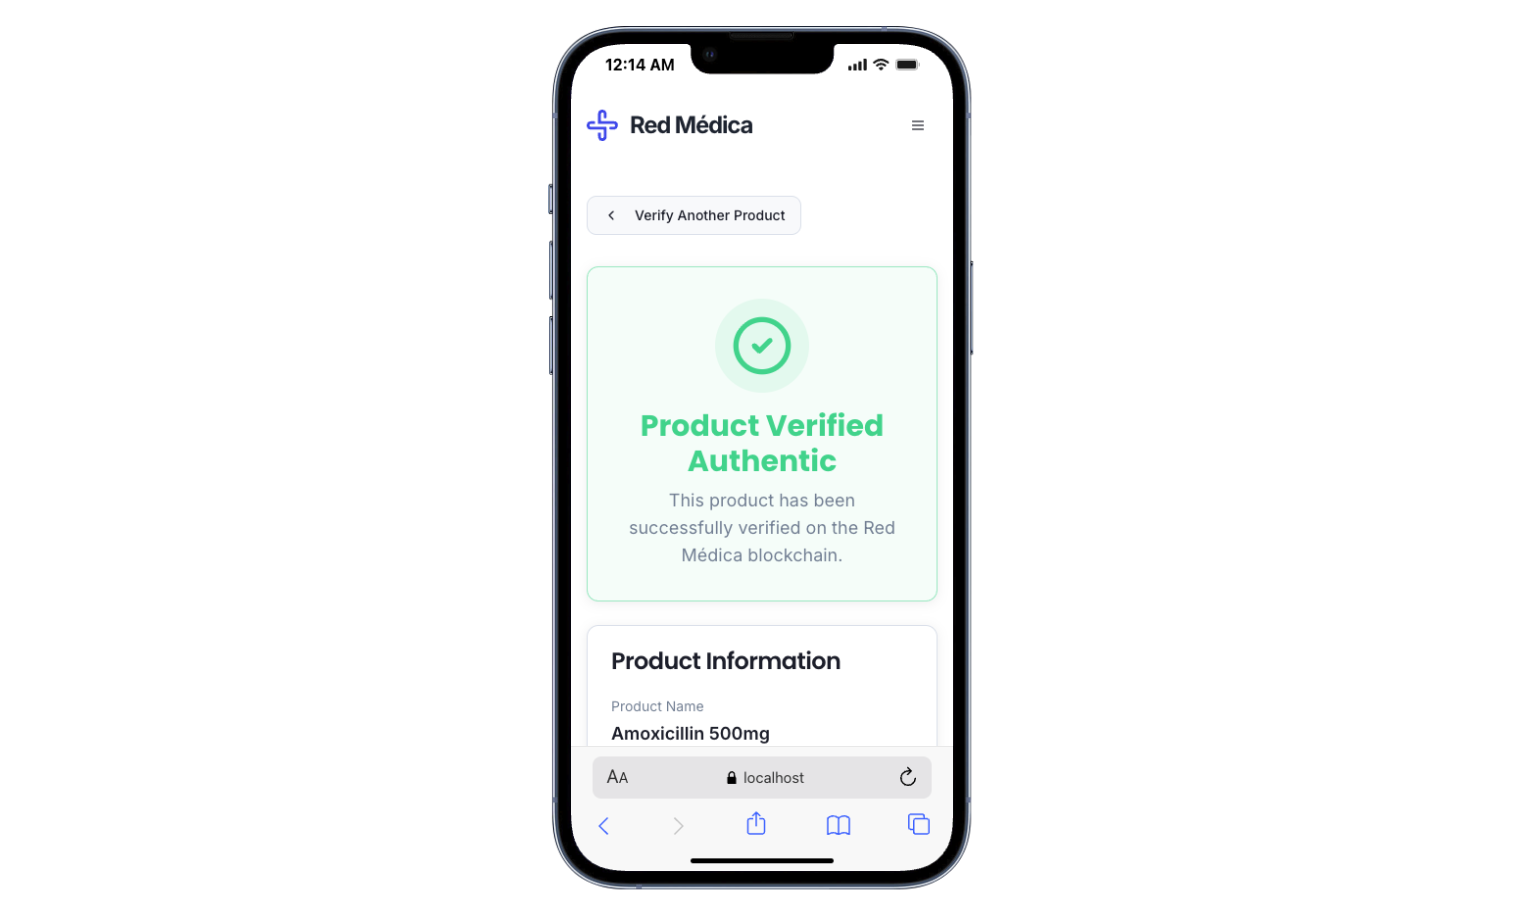 12:14 AM
Red Médica
Verify Another Product
Product Verified
Authentic
This product has been
successfully verified on the Red
Médica blockchain.
Product Information
Product Name
Amoxicillin 500mg
AA
localhost